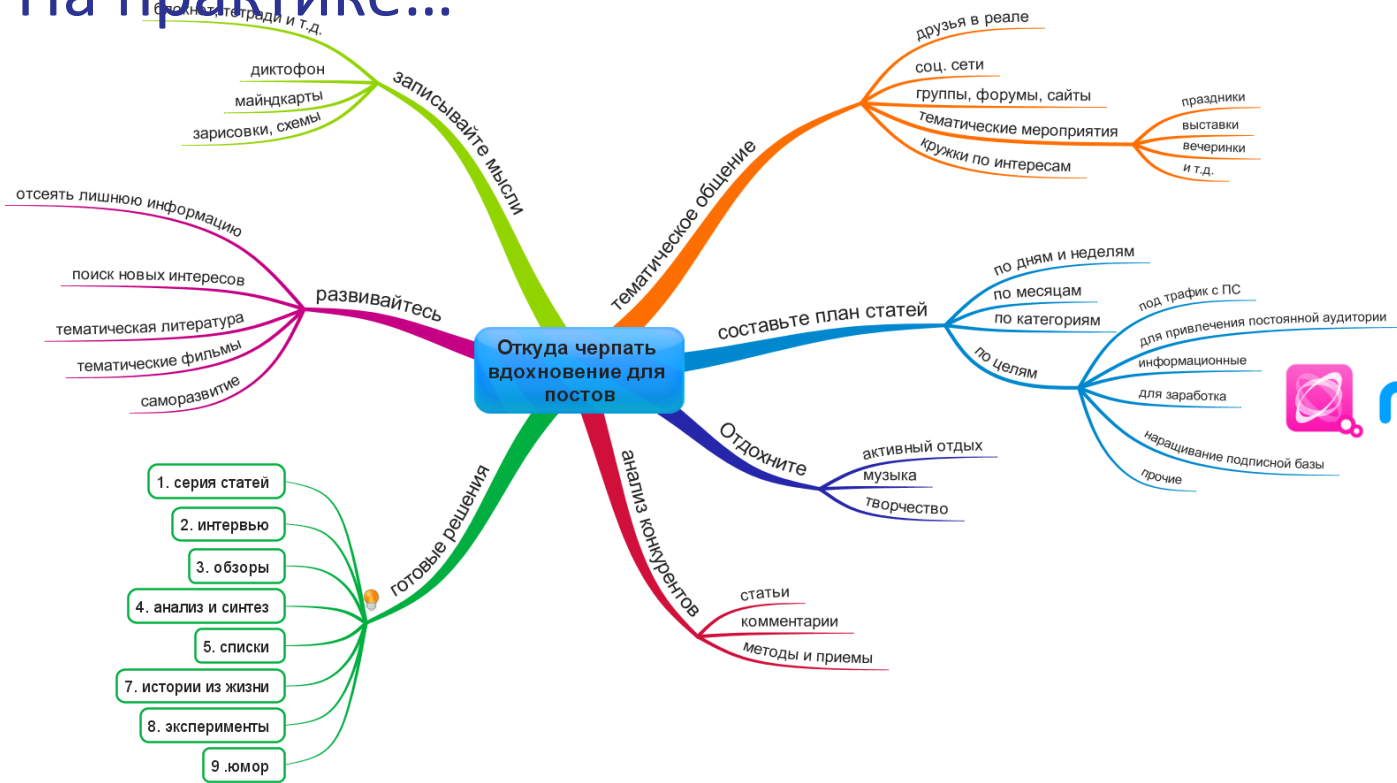 На практике…
блокнот, тетради и т.д.
диктофон
майндкарты
зарисовки, схемы
записывайте мысли
отсеять лишнюю информацию
поиск новых интересов
тематическая литература
тематические фильмы
саморазвитие
развивайтесь
1. серия статей
2. интервью
3. обзоры
4. анализ и синтез
5. списки
7. истории из жизни
8. эксперименты
9 .юмор
готовые решения
Откуда черпать
вдохновение для
постов
тематическое общение
друзья в реале
соц. сети
группы, форумы, сайты
тематические мероприятия
праздники
выставки
вечеринки
и т.д.
кружки по интересам
составьте план статей
по дням и неделям
по месяцам
по категориям
по целям
под трафик с ПС
для привлечения постоянной аудитории
информационные
для заработка
наращивание подписной базы
прочие
Отдохните
активный отдых
музыка
творчество
анализ конкурентов
статьи
комментарии
методы и приемы